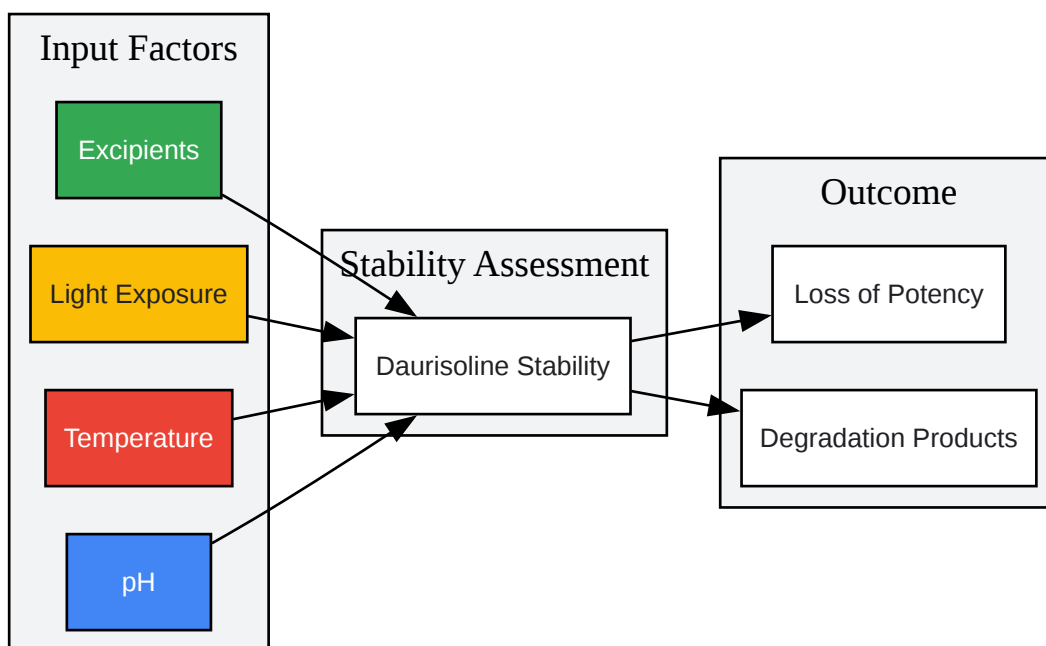 Input Factors
Excipients
Light Exposure
Temperature
pH
Stability Assessment
Daurisoline Stability
Outcome
Loss of Potency
Degradation Products